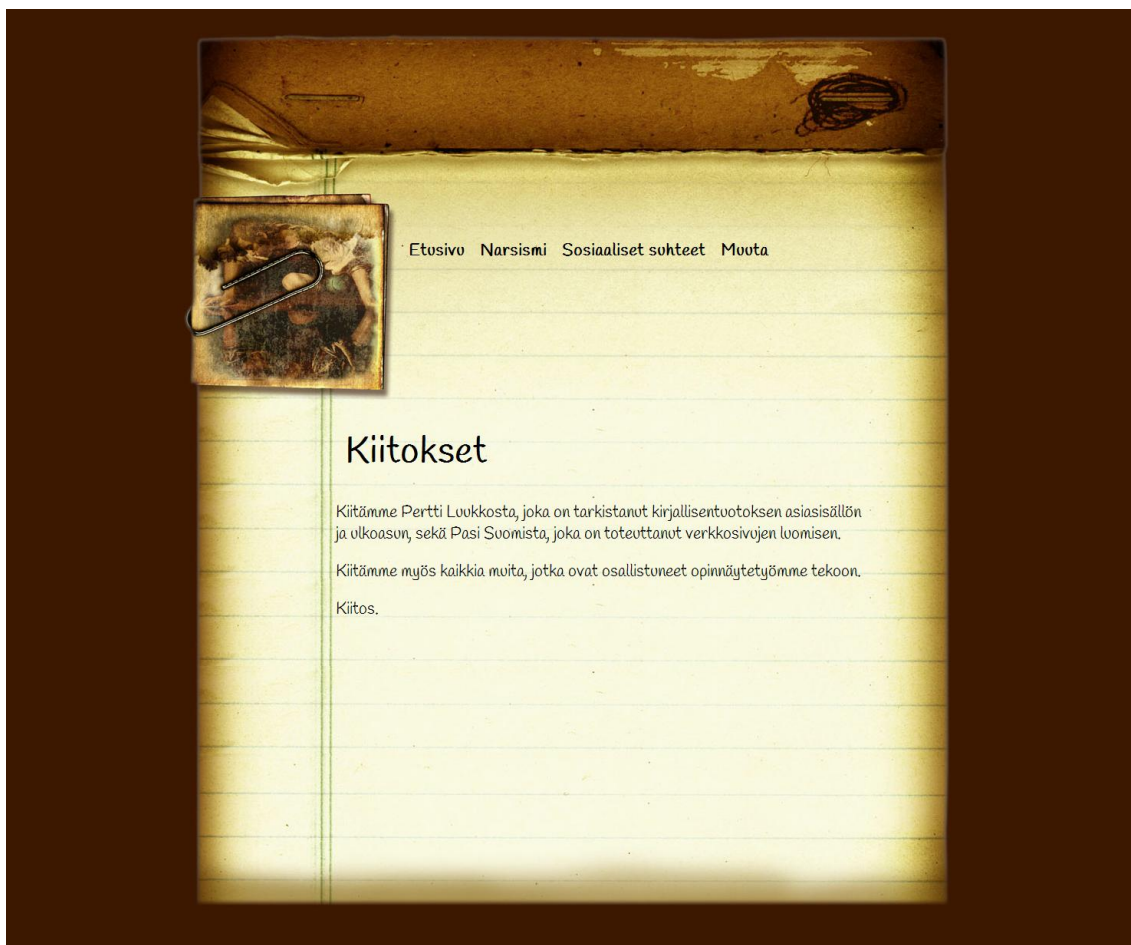 Etusivu Narsismi Sosiaaliset suhteet Muuta
Kiitokset
Kiitämme Pertti Luukkosta, joka on tarkistanut kirjallisentuotoksen asiasisällön
ja ulkoasun, sekä Pasi Suomista, joka on toteuttanut verkkosivujen luomisen.
Kiitämme myös kaikkia muita, jotka ovat osallistuneet opinnäytetyömme tekoon.
Kiitos.